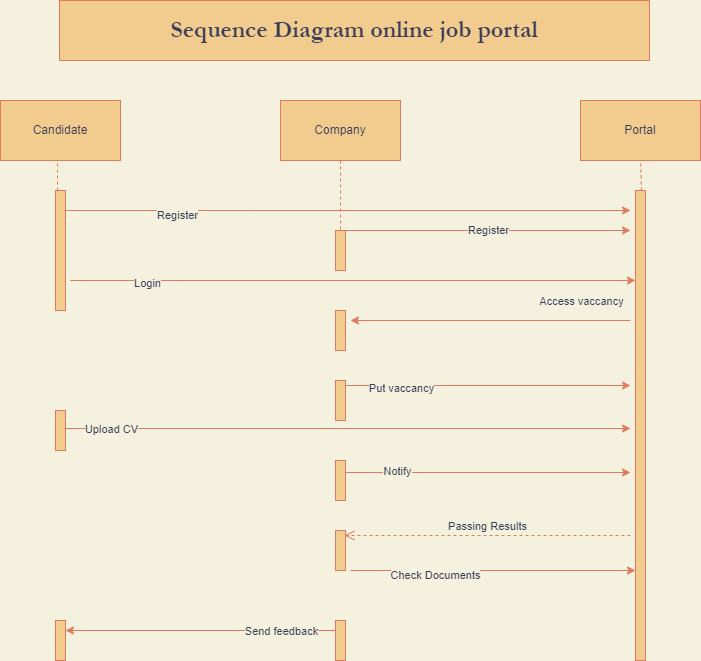 Sequence Diagram online job portal
Candidate
Company
Portal
Register
Register
Login
Access vaccancy
Put vaccancy
Upload CV
Notify
Passing Results
Check Documents
Send feedback